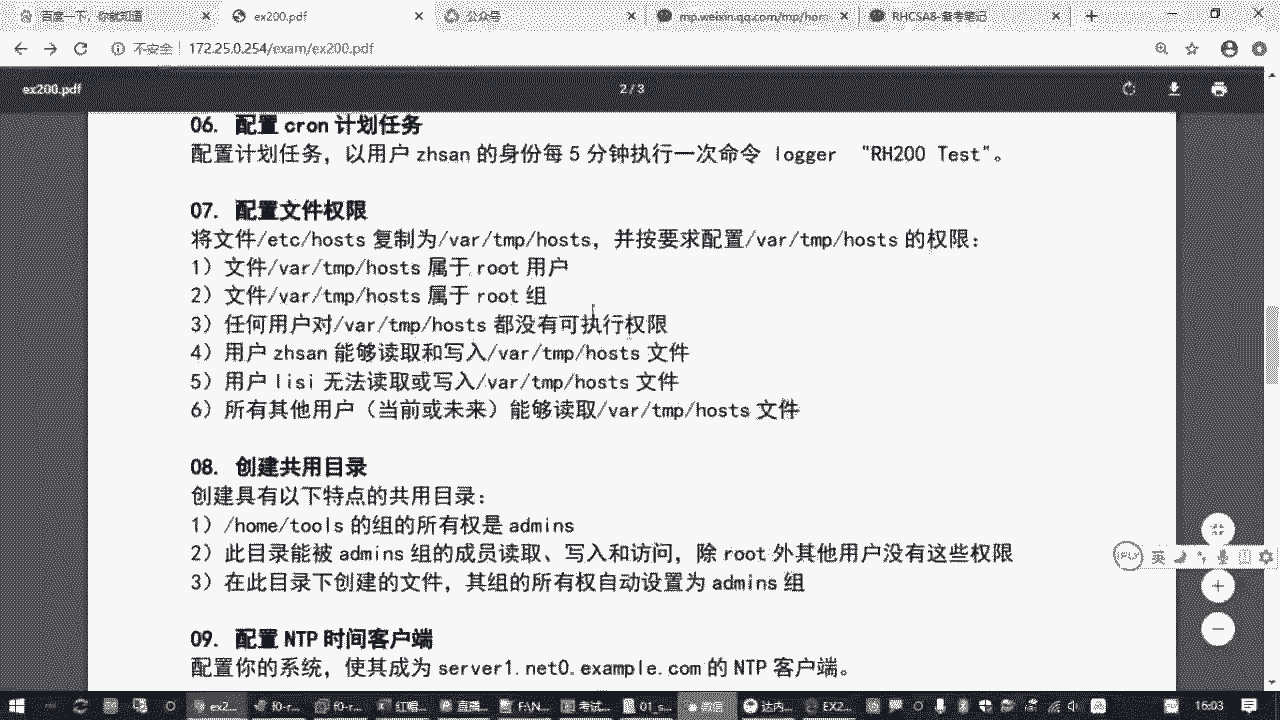 百度一下，你就知道
ex200.pdf
公众号
mp.weixin.qq.com/mp/hom
RHCSA8-备考笔记
不安全
172.25.0.254/exam/ex200.pdf
ex200.pdf
2 / 3
06. 配置 cron 计划任务
配置计划任务，以用户 zhsan 的身份每 5 分钟执行一次命令 logger "RH200 Test"。
07. 配置文件权限
将文件/etc/hosts 复制为/var/tmp/hosts，并按要求配置/var/tmp/hosts 的权限：
1）文件/var/tmp/hosts 属于 root 用户
2）文件/var/tmp/hosts 属于 root 组
3）任何用户对/var/tmp/hosts 都没有可执行权限
4）用户 zhsan 能够读取和写入/var/tmp/hosts 文件
5）用户 lisi 无法读取或写入/var/tmp/hosts 文件
6）所有其他用户（当前或未来）能够读取/var/tmp/hosts 文件
08. 创建共用目录
创建具有以下特点的共用目录：
1）/home/tools 的组的所有权是 admins
2）此目录能被 admins 组的成员读取、写入和访问，除 root 外其他用户没有这些权限
3）在此目录下创建的文件，其组的所有权自动设置为 admins 组
iFLY
英
09. 配置 NTP 时间客户端
配置你的系统，使其成为 server1.net0.example.com 的 NTP 客户端。
ex2...
f0-r...
f0-r...
红帽...
直播...
FAN...
考试...
01_s...
达内...
EX2...
16:03